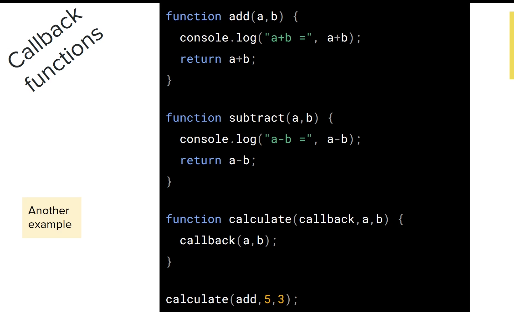 Callback
functions
function add(a,b) {
console.log("a+b =", a+b);
return a+b;
}
function subtract(a,b) {
console.log("a-b =", a-b);
return a-b;
}
function calculate(callback,a,b) {
callback(a,b);
}
calculate(add,5,3);
Another
example